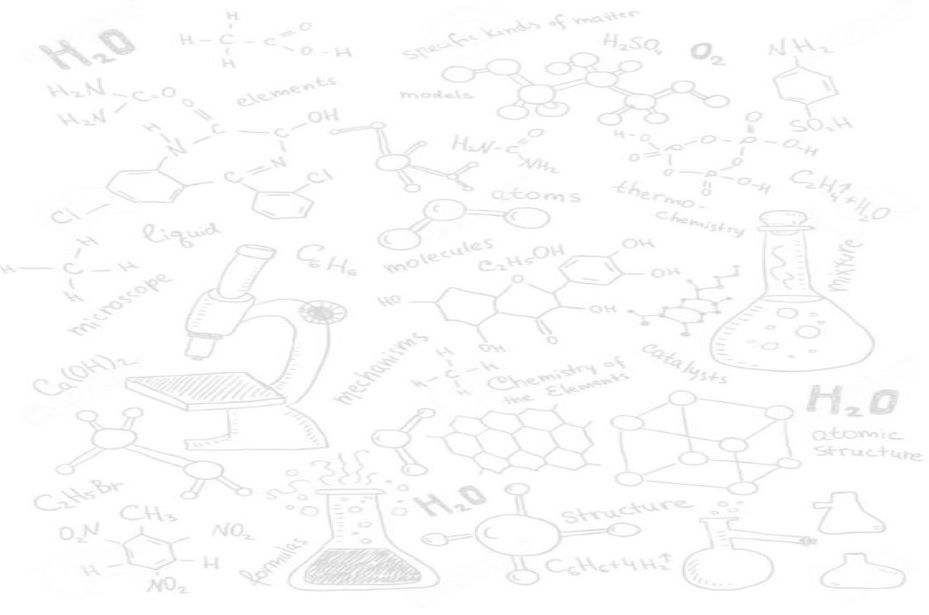 H₂O
H
H-C-C=O
O-H
H
specific kinds of matter
H₂SO₄
O₂
NH₂
H₂N
C=O
H₂N
elements
models
SO₂H
H
N
O
C
C
OH
C
N
Cl
Cl
H₂N-C
O
NH₂
H-O
O
P
O
P
O
O-H
O
P
O
O-H
C₂H₄↑+H₂O
atoms
thermo-
chemistry
liquid
H
H
C
H
H
microscope
C₆H₆
molecules
C₂H₅OH
mixture
HO
O
OH
OH
OH
OH
O
Ca(OH)₂
mechanisms
H
H-C-H
H
Chemistry of
the Elements
catalysts
H₂O
atomic
structure
C₂H₅Br
H₂O
structure
CH₃
O₂N
NO₂
H
H
NO₂
formulas
C₆H₆+4H₂↑